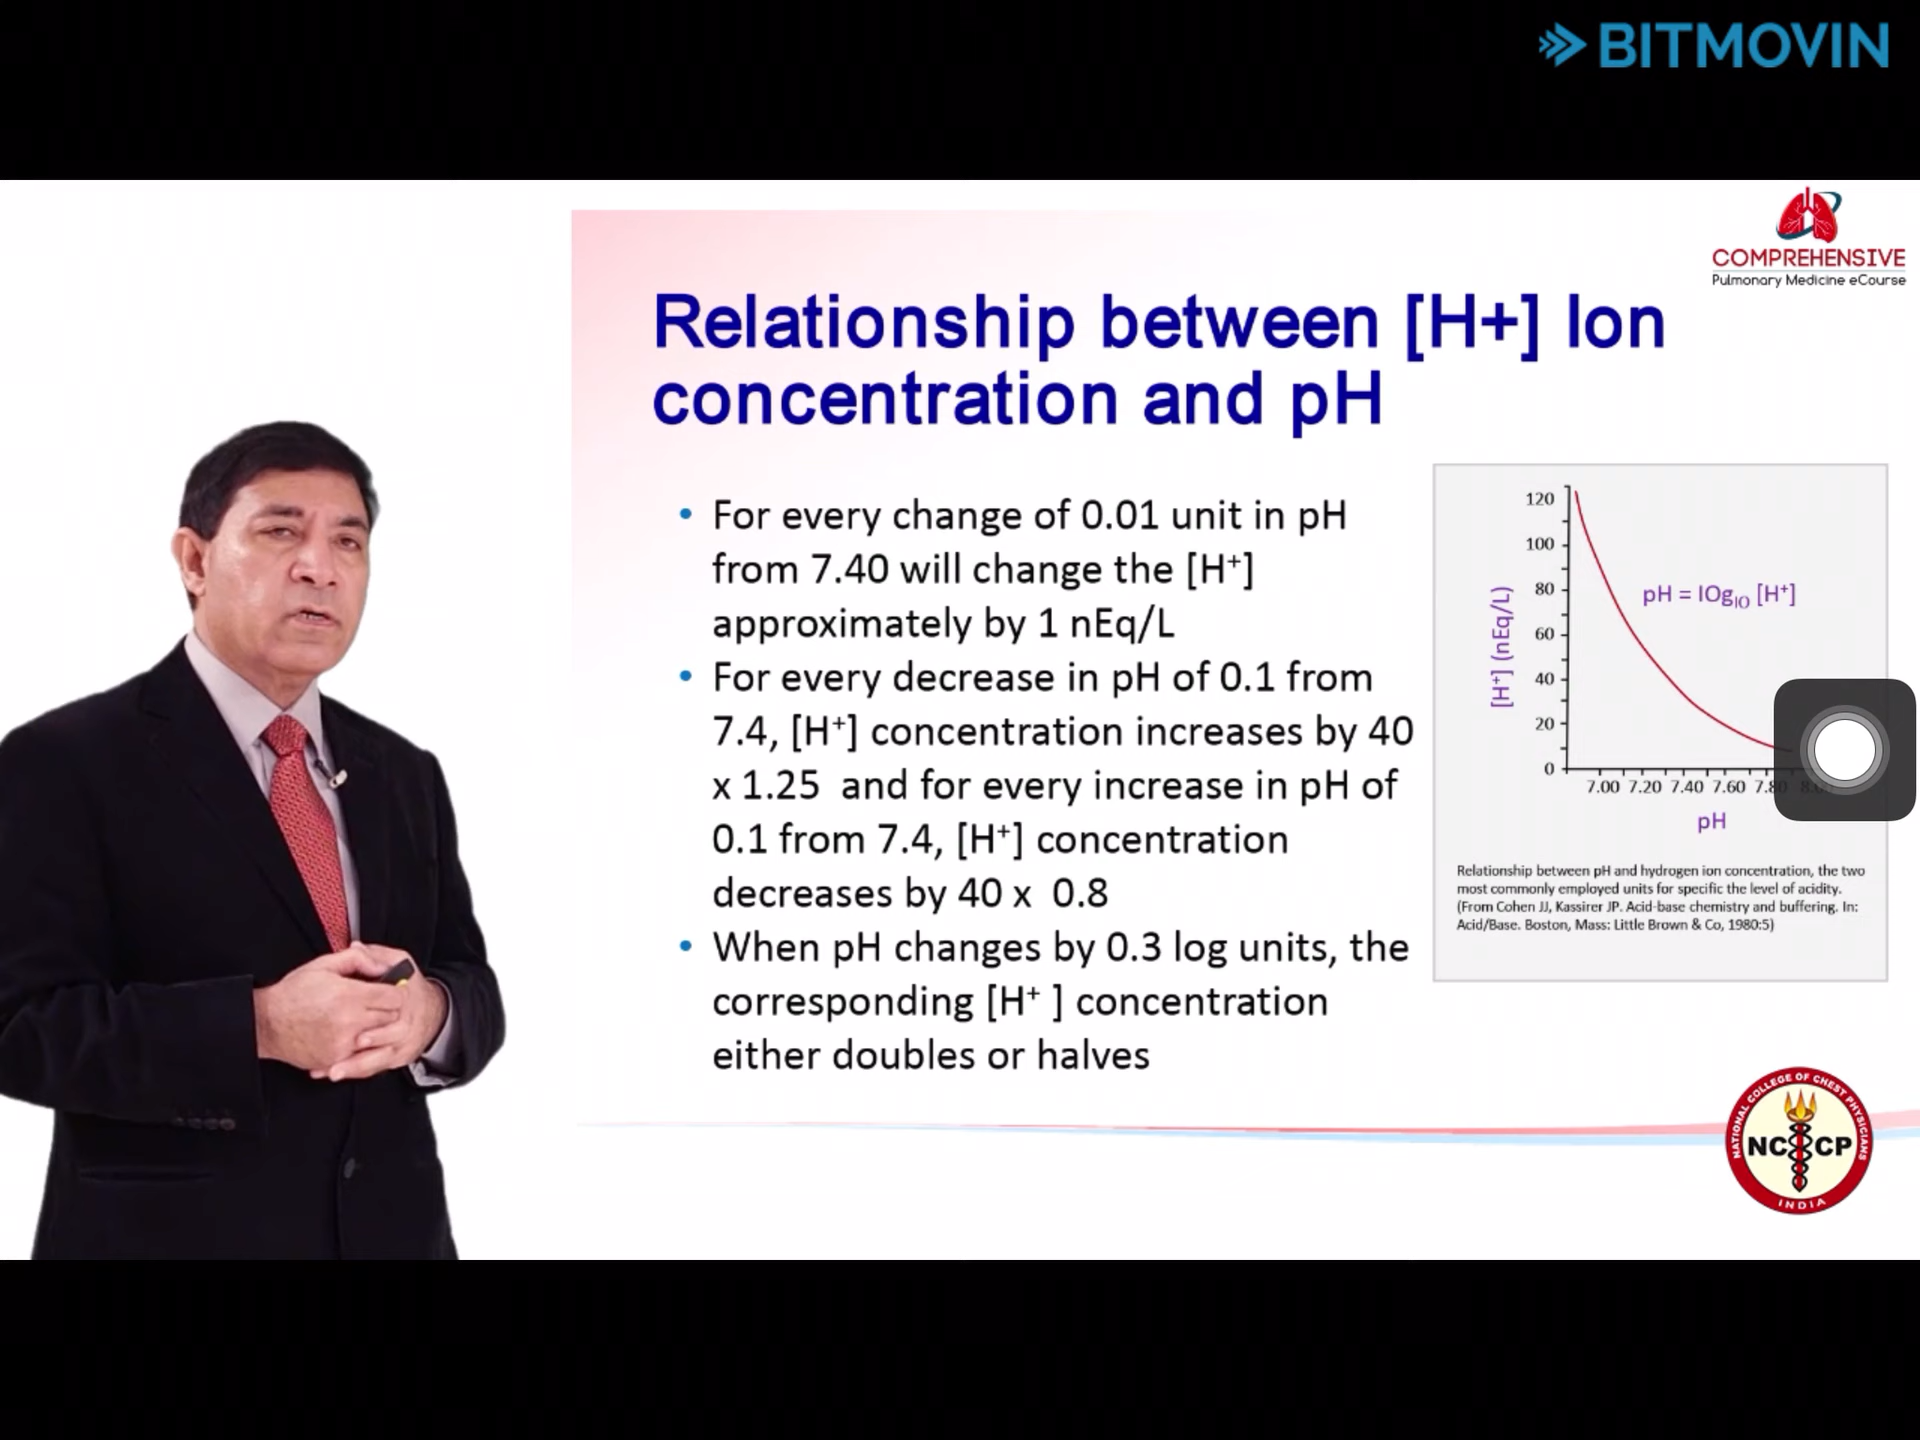 BITMOVIN
COMPREHENSIVE
Pulmonary Medicine eCourse
Relationship between [H+] Ion
concentration and pH
• For every change of 0.01 unit in pH
from 7.40 will change the [H⁺]
approximately by 1 nEq/L
• For every decrease in pH of 0.1 from
7.4, [H⁺] concentration increases by 40
x 1.25 and for every increase in pH of
0.1 from 7.4, [H⁺] concentration
decreases by 40 x 0.8
• When pH changes by 0.3 log units, the
corresponding [H⁺ ] concentration
either doubles or halves
120
100
80
60
40
20
0
[H⁺] (nEq/L)
pH = lOg₁₀ [H⁺]
7.00 7.20 7.40 7.60 7.80
pH
Relationship between pH and hydrogen ion concentration, the two
most commonly employed units for specific the level of acidity.
(From Cohen JJ, Kassirer JP. Acid-base chemistry and buffering. In:
Acid/Base. Boston, Mass: Little Brown & Co, 1980:5)
NATIONAL COLLEGE OF CHEST PHYSICIANS
NCCP
INDIA